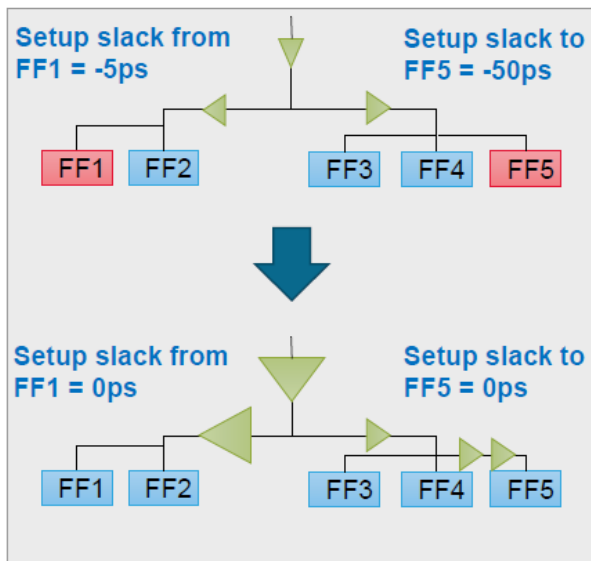 Setup slack from
FF1 = -5ps
Setup slack to
FF5 = -50ps
FF1 FF2 FF3 FF4 FF5
Setup slack from
FF1 = 0ps
Setup slack to
FF5 = 0ps
FF1 FF2 FF3 FF4 FF5